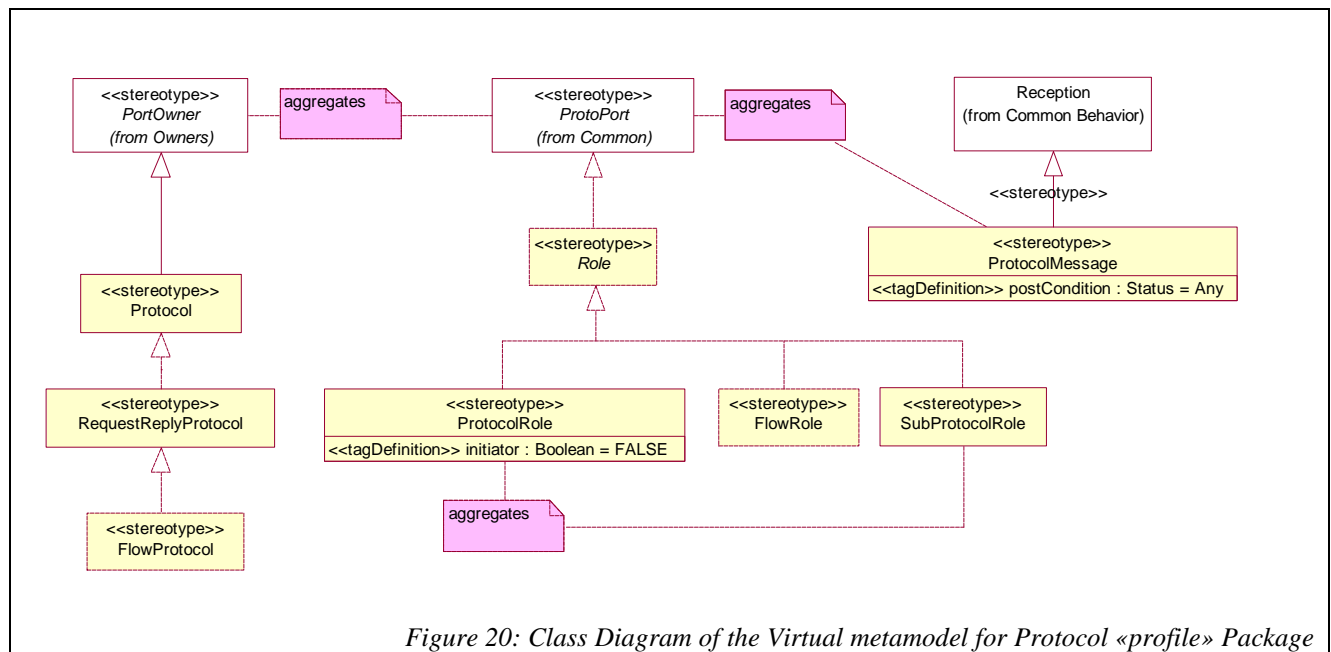 <<stereotype>>
PortOwner
(from Owners)
aggregates
<<stereotype>>
ProtoPort
(from Common)
aggregates
Reception
(from Common Behavior)
<<stereotype>>
<<stereotype>>
Role
<<stereotype>>
ProtocolMessage
<<tagDefinition>> postCondition : Status = Any
<<stereotype>>
Protocol
<<stereotype>>
RequestReplyProtocol
<<stereotype>>
ProtocolRole
<<tagDefinition>> initiator : Boolean = FALSE
<<stereotype>>
FlowRole
<<stereotype>>
SubProtocolRole
aggregates
<<stereotype>>
FlowProtocol
Figure 20: Class Diagram of the Virtual metamodel for Protocol «profile» Package